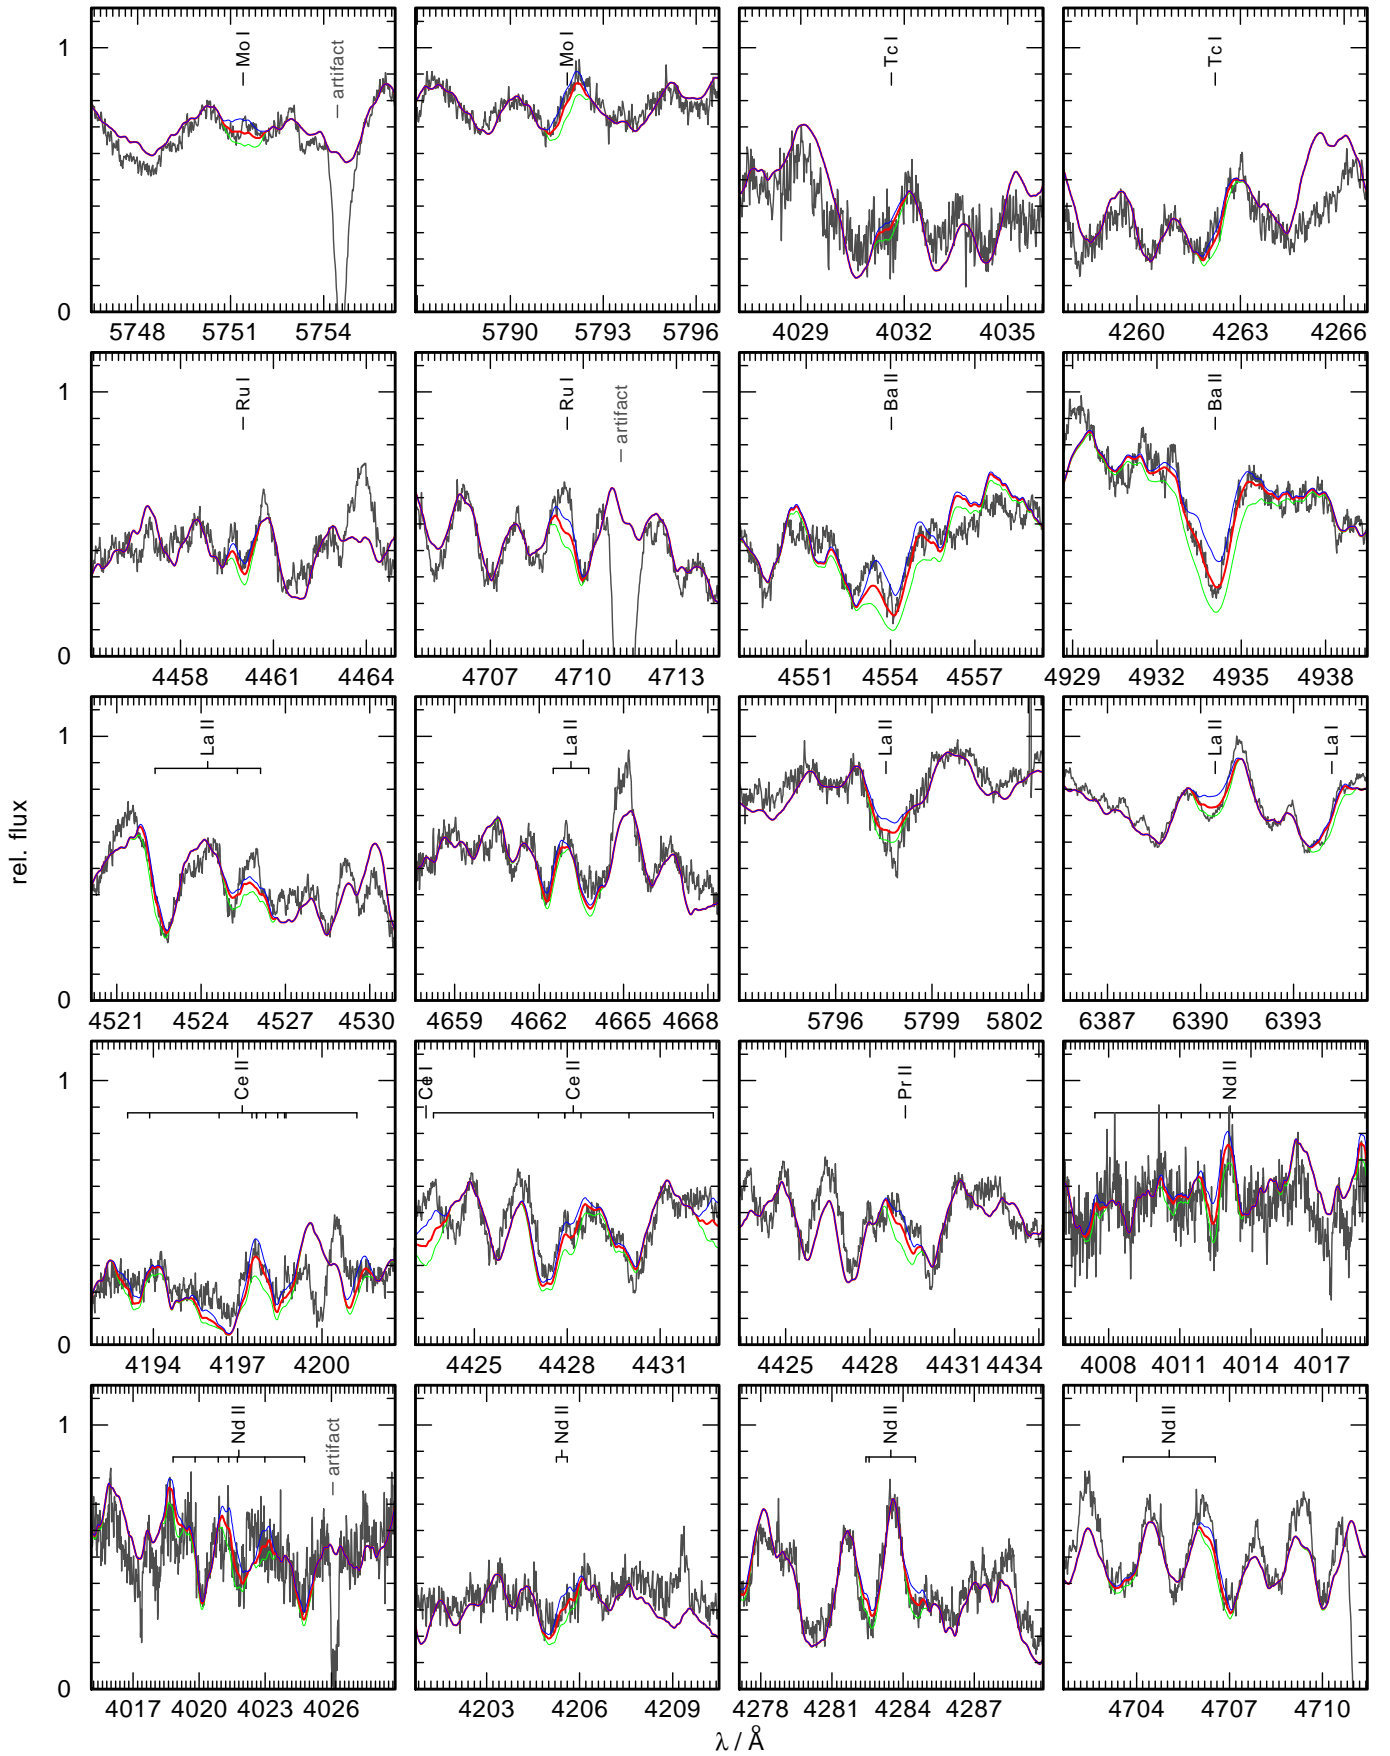 1
0
Mo I
artifact
Mo I
Tc I
Tc I
5748 5751 5754
5790 5793 5796
4029 4032 4035
4260 4263 4266
1
0
Ru I
Ru I
artifact
Ba II
Ba II
4458 4461 4464
4707 4710 4713
4551 4554 4557
4929 4932 4935 4938
rel. flux
1
0
La II
La II
La II
La II
La I
4521 4524 4527 4530
4659 4662 4665 4668
5796 5799 5802
6387 6390 6393
1
0
Ce II
Ce I
Ce II
Pr II
Nd II
4194 4197 4200
4425 4428 4431
4425 4428 4431 4434
4008 4011 4014 4017
1
0
Nd II
artifact
Nd II
Nd II
Nd II
4017 4020 4023 4026
4203 4206 4209
4278 4281 4284 4287
4704 4707 4710
λ / Å